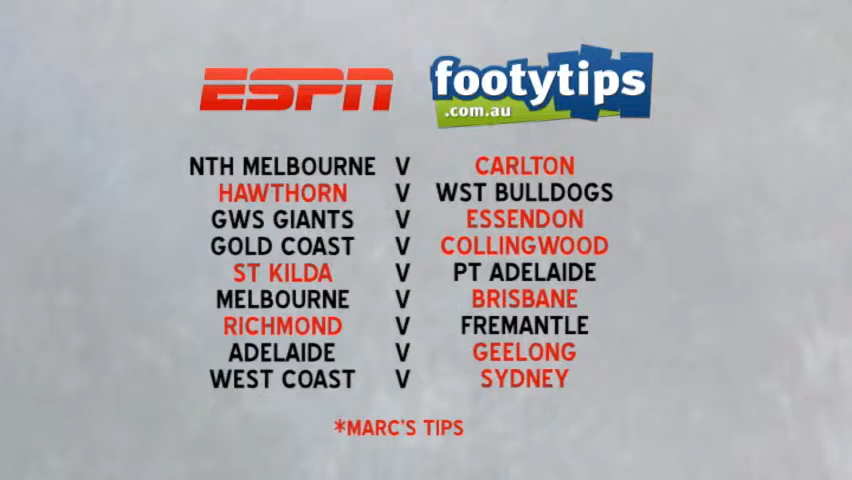 ESPN footytips
.com.au
NTH MELBOURNE V CARLTON
HAWTHORN V WST BULLDOGS
GWS GIANTS V ESSENDON
GOLD COAST V COLLINGWOOD
ST KILDA V PT ADELAIDE
MELBOURNE V BRISBANE
RICHMOND V FREMANTLE
ADELAIDE V GEELONG
WEST COAST V SYDNEY
*MARC'S TIPS